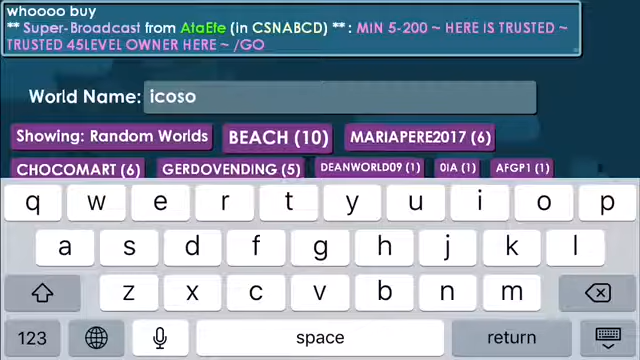 whoooo buy
** Super-Broadcast from AtaEfe (in CSNABCD) ** : MIN 5-200 ~ HERE IS TRUSTED ~
TRUSTED 45LEVEL OWNER HERE ~ /GO
World Name: icoso
Showing: Random Worlds BEACH (10) MARIAPERE2017 (6)
CHOCOMART (6) GERDOVENDING (5) DEANWORLD09 (1) 0IA (1) AFGP1 (1)
q w e r t y u i o p
a s d f g h j k l
z x c v b n m
123 space return